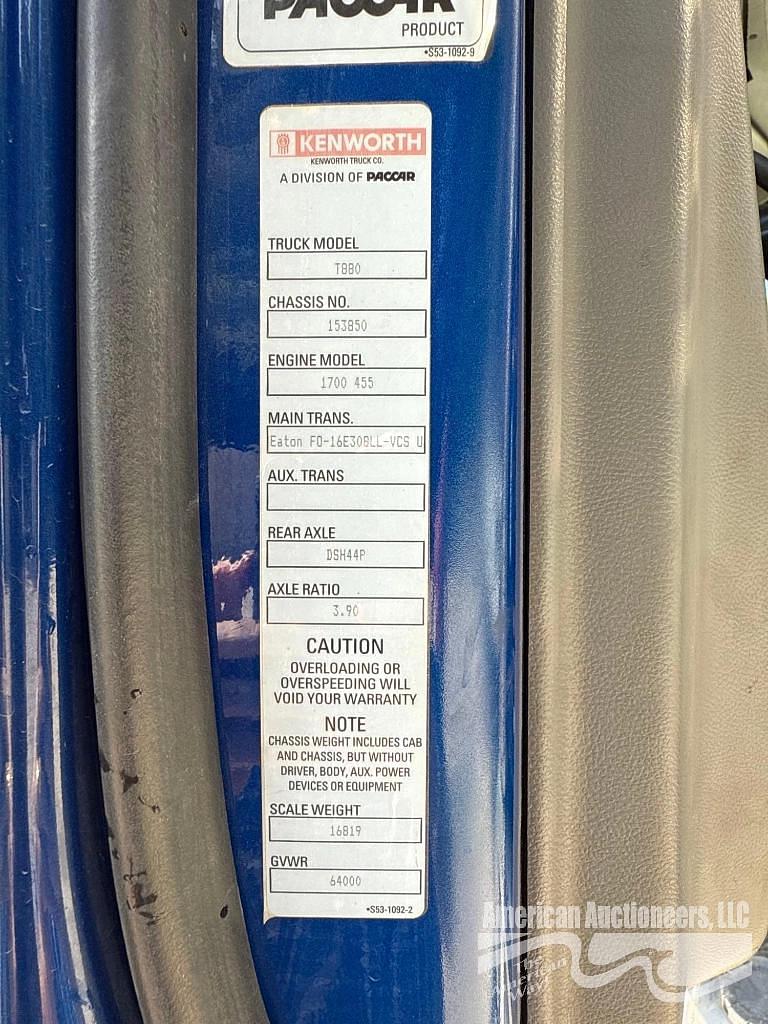 PACCAR
PRODUCT
•S53-1092-9
KENWORTH
KENWORTH TRUCK CO.
A DIVISION OF PACCAR
TRUCK MODEL
T880
CHASSIS NO.
153850
ENGINE MODEL
1700 455
MAIN TRANS.
Eaton FO-16E308LL-VCS U
AUX. TRANS
REAR AXLE
DSH44P
AXLE RATIO
3.90
CAUTION
OVERLOADING OR
OVERSPEEDING WILL
VOID YOUR WARRANTY
NOTE
CHASSIS WEIGHT INCLUDES CAB
AND CHASSIS, BUT WITHOUT
DRIVER, BODY, AUX. POWER
DEVICES OR EQUIPMENT
SCALE WEIGHT
16819
GVWR
64000
•S53-1092-2
American Auctioneers, LLC
The
American
Way